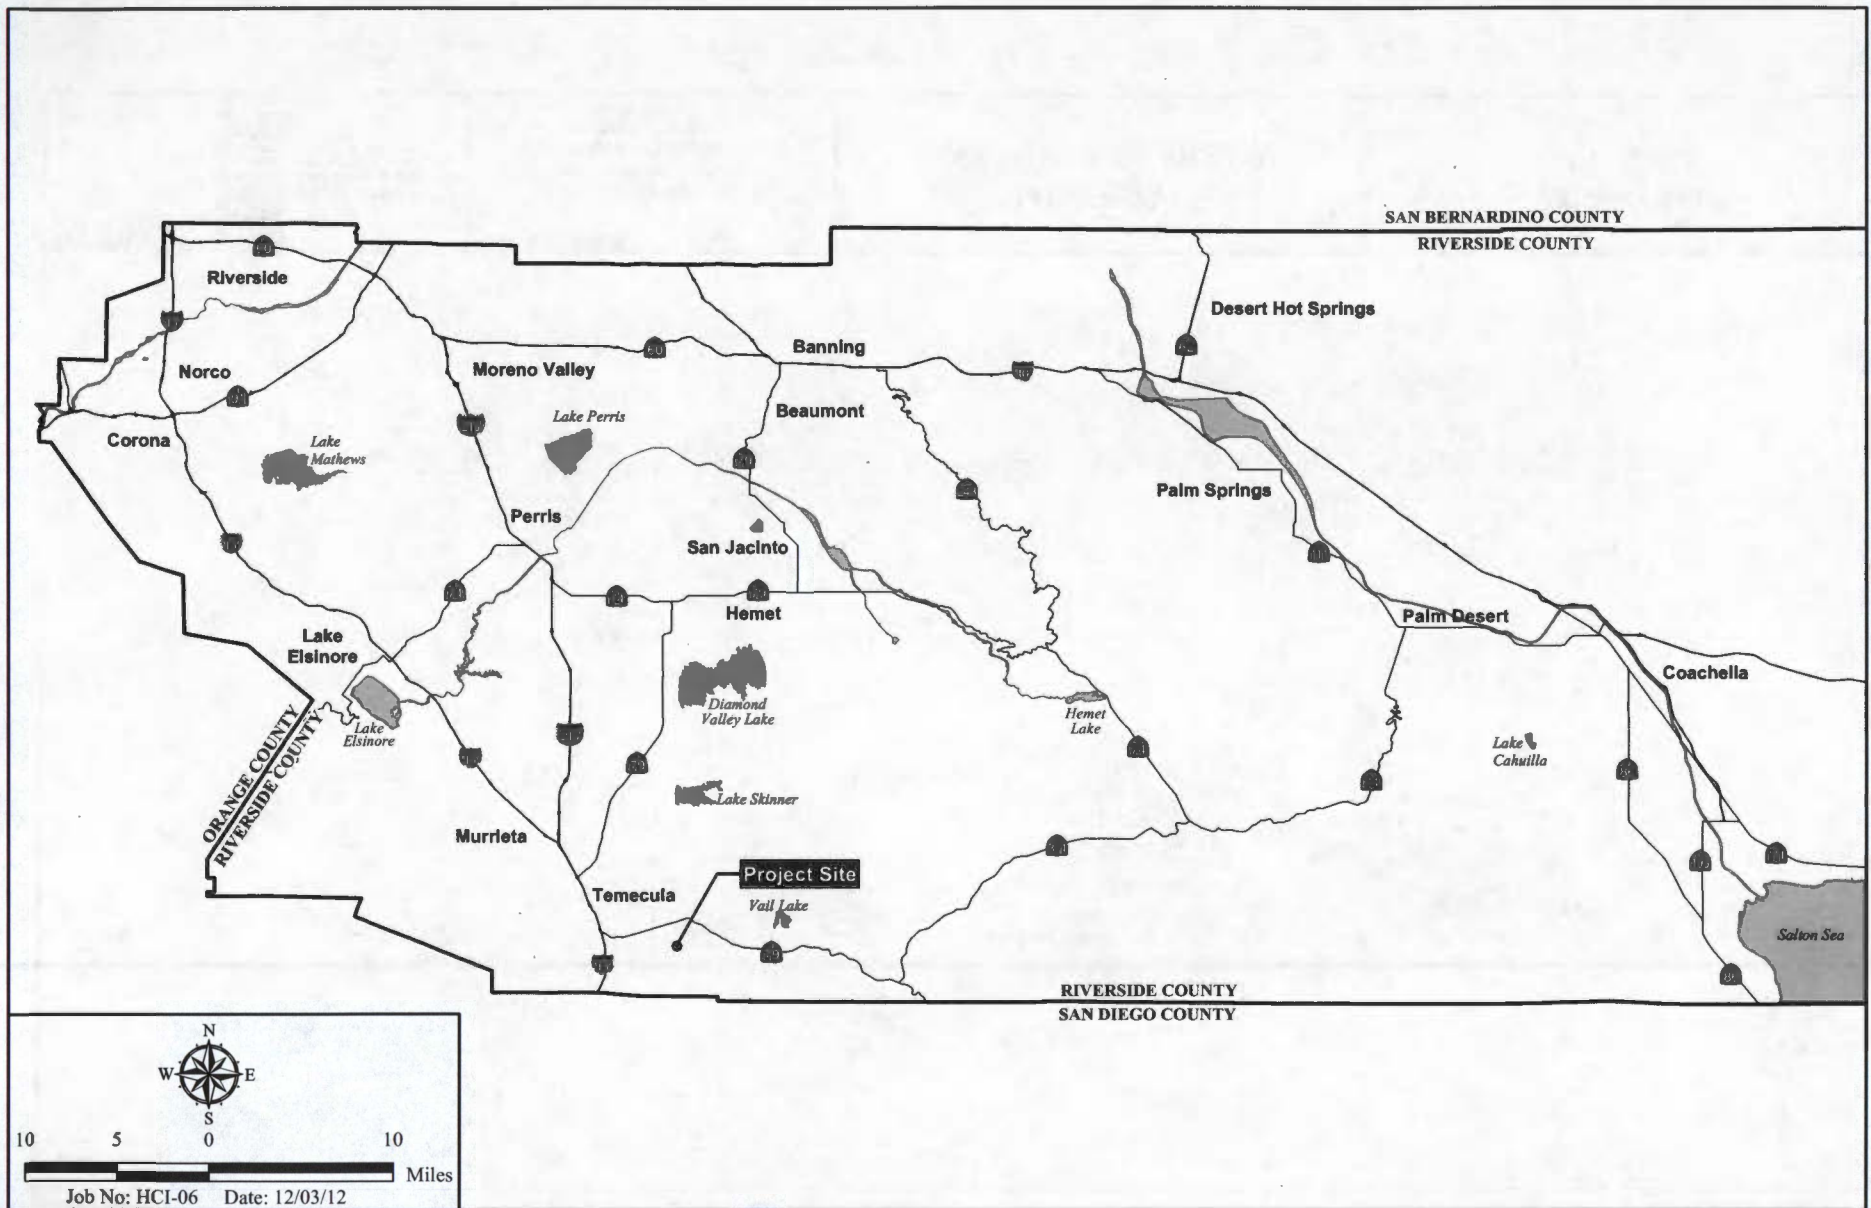 SAN BERNARDINO COUNTY
RIVERSIDE COUNTY
Riverside
Desert Hot Springs
Banning
Norco
Moreno Valley
60
Beaumont
Lake Perris
Corona
Lake
Mathews
Palm Springs
Perris
San Jacinto
74
Hemet
Palm Desert
Lake
Elsinore
Coachella
Diamond
Valley Lake
Hemet
Lake
Lake
Elsinore
ORANGE COUNTY
RIVERSIDE COUNTY
Lake
Cahuilla
Lake Skinner
Murrieta
Project Site
Temecula
Vail Lake
Salton Sea
RIVERSIDE COUNTY
SAN DIEGO COUNTY
N
W E
S
10 5 0 10
Miles
Job No: HCI-06 Date: 12/03/12